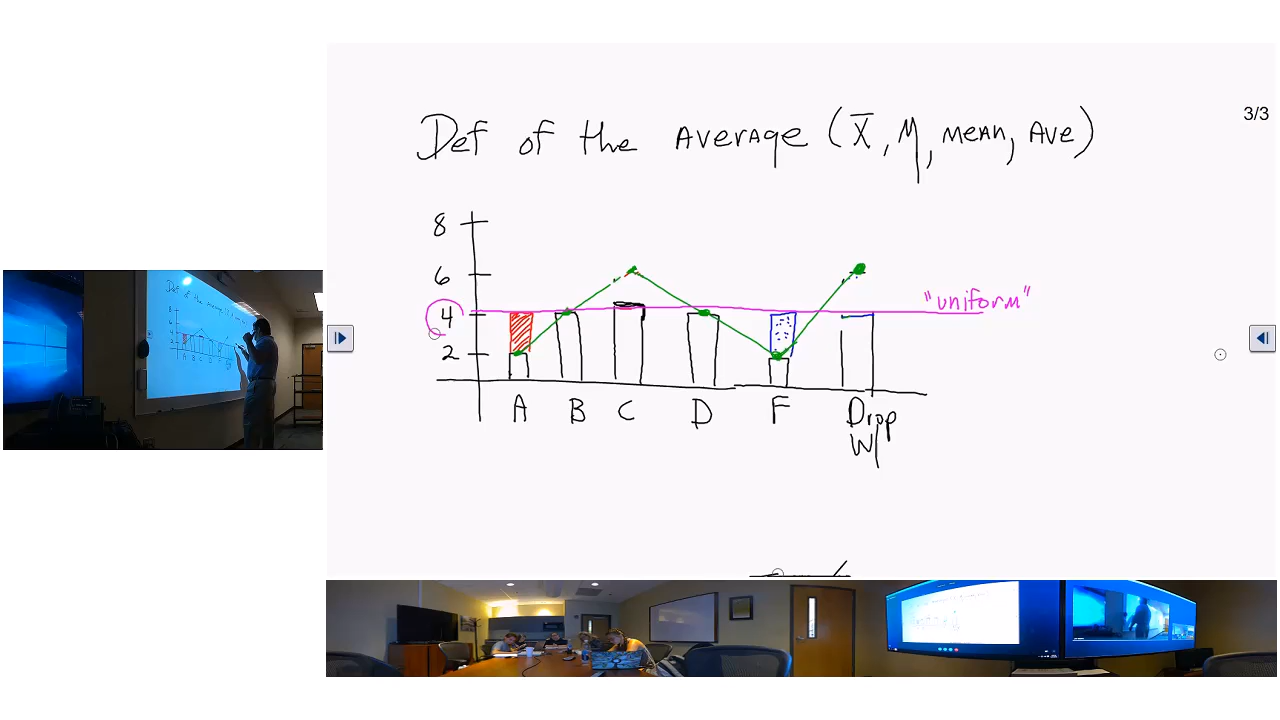 3/3
Def of the Average (X̄, M, mean, Ave)
8
6
4
2
"uniform"
A B C D F Drop
W/